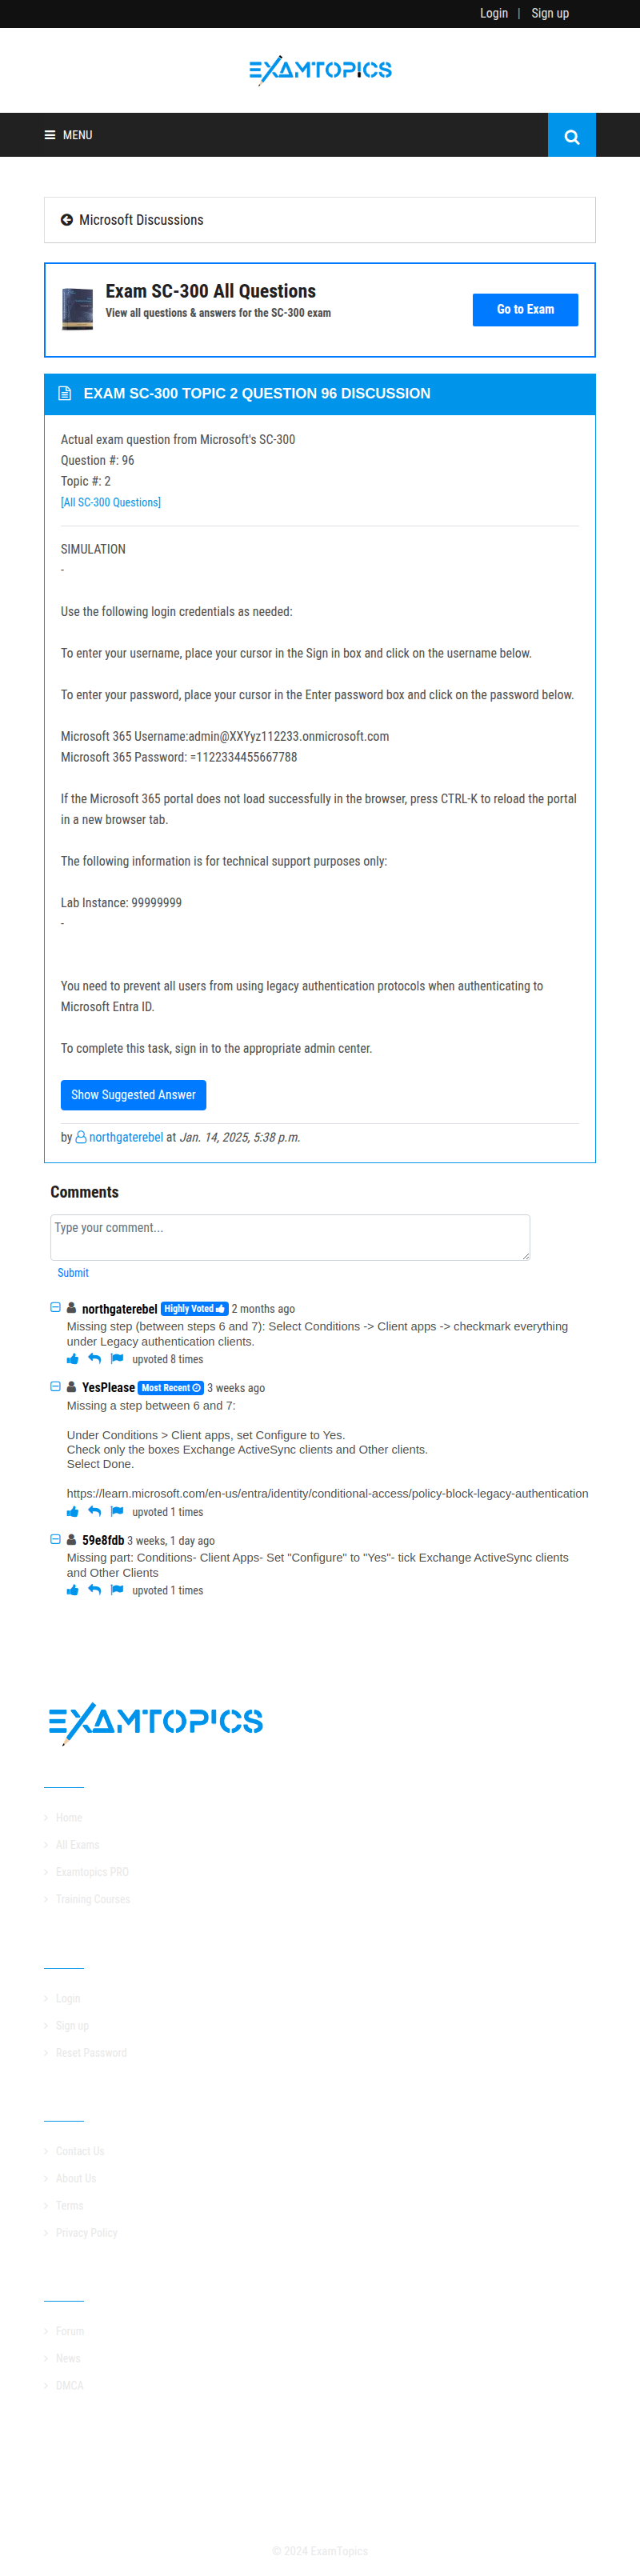 Login | Sign up
EXAMTOPICS
MENU
Microsoft Discussions
Exam SC-300 All Questions
View all questions & answers for the SC-300 exam
Go to Exam
EXAM SC-300 TOPIC 2 QUESTION 96 DISCUSSION
Actual exam question from Microsoft's SC-300
Question #: 96
Topic #: 2
[All SC-300 Questions]
SIMULATION
-
Use the following login credentials as needed:
To enter your username, place your cursor in the Sign in box and click on the username below.
To enter your password, place your cursor in the Enter password box and click on the password below.
Microsoft 365 Username:admin@XXYyz112233.onmicrosoft.com
Microsoft 365 Password: =1122334455667788
If the Microsoft 365 portal does not load successfully in the browser, press CTRL-K to reload the portal
in a new browser tab.
The following information is for technical support purposes only:
Lab Instance: 99999999
-
You need to prevent all users from using legacy authentication protocols when authenticating to
Microsoft Entra ID.
To complete this task, sign in to the appropriate admin center.
Show Suggested Answer
by northgaterebel at Jan. 14, 2025, 5:38 p.m.
Comments
Type your comment...
Submit
northgaterebel Highly Voted 2 months ago
Missing step (between steps 6 and 7): Select Conditions -> Client apps -> checkmark everything
under Legacy authentication clients.
upvoted 8 times
YesPlease Most Recent 3 weeks ago
Missing a step between 6 and 7:
Under Conditions > Client apps, set Configure to Yes.
Check only the boxes Exchange ActiveSync clients and Other clients.
Select Done.
https://learn.microsoft.com/en-us/entra/identity/conditional-access/policy-block-legacy-authentication
upvoted 1 times
59e8fdb 3 weeks, 1 day ago
Missing part: Conditions- Client Apps- Set "Configure" to "Yes"- tick Exchange ActiveSync clients
and Other Clients
upvoted 1 times
EXAMTOPICS
Home
All Exams
Examtopics PRO
Training Courses
Login
Sign up
Reset Password
Contact Us
About Us
Terms
Privacy Policy
Forum
News
DMCA
© 2024 ExamTopics